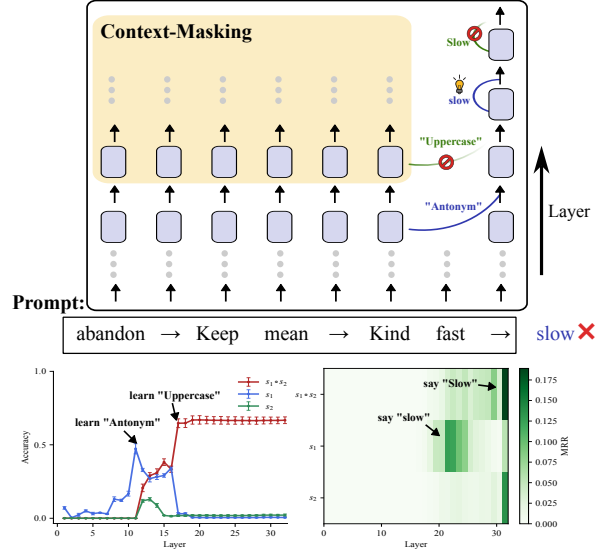 Context-Masking
Slow
slow
"Uppercase"
"Antonym"
Layer
Prompt:
abandon → Keep mean → Kind fast → slow
learn "Uppercase"
learn "Antonym"
s₁∘s₂
s₁
s₂
Accuracy
1.0
0.5
0.0
0 5 10 15 20 25 30
Layer
say "Slow"
say "slow"
s₁∘s₂
s₁
s₂
0 10 20 30
Layer
0.175
0.150
0.125
0.100
0.075
0.050
0.025
0.000
MRR